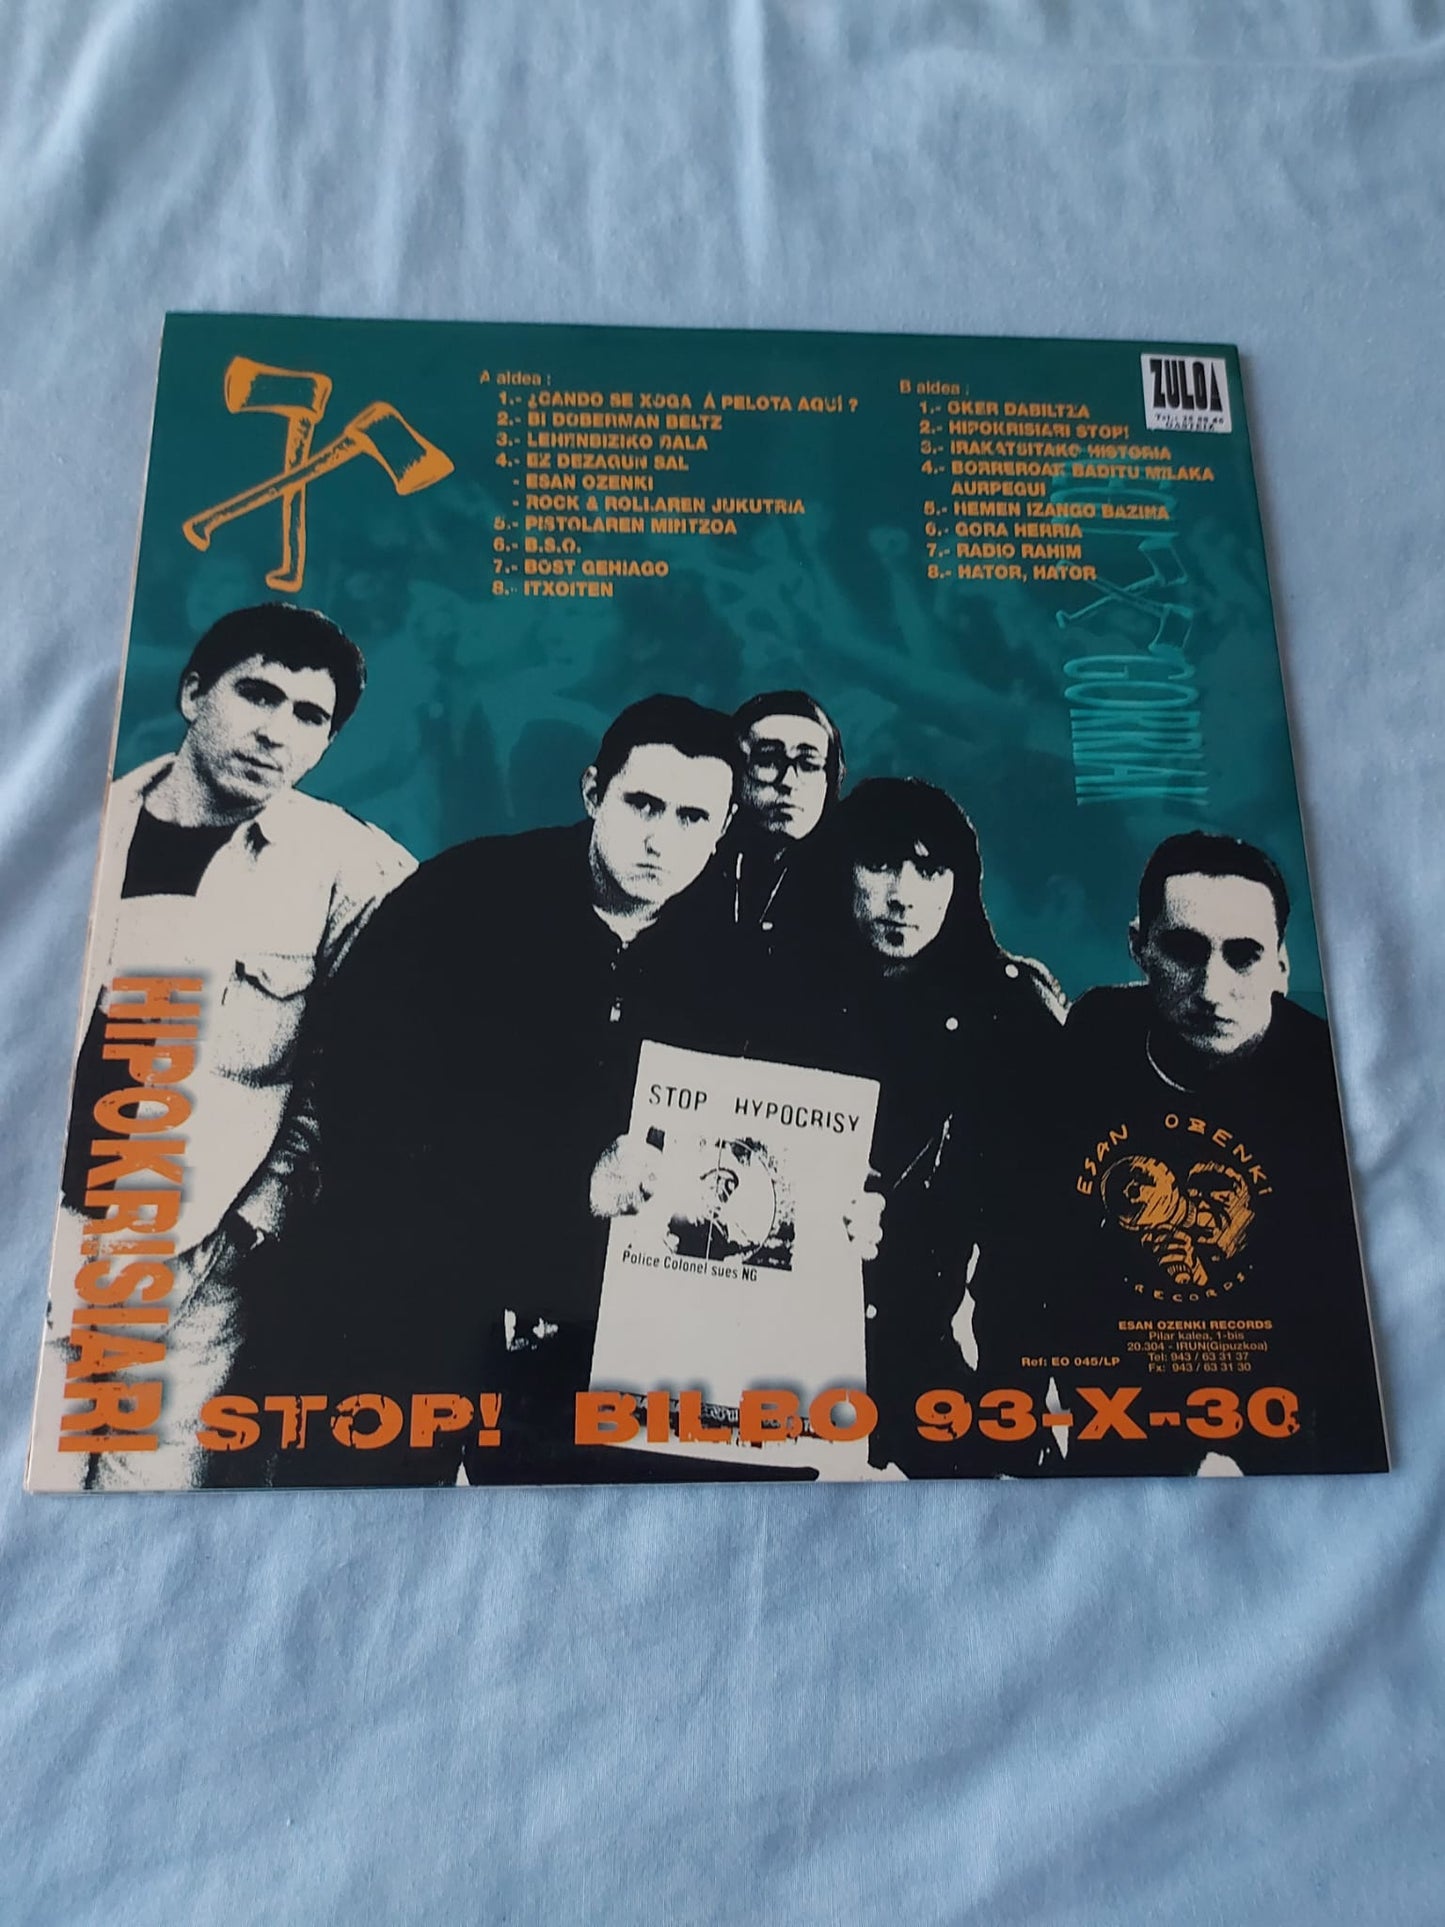 A aldea :
1.- ¿CANDO SE XOGA Á PELOTA AQUÍ ?
2.- BI DOBERMAN BELTZ
3.- LEHENBIZIKO BALA
4.- EZ DEZAGUN SAL
- ESAN OZENKI
- ROCK & ROLLAREN JUKUTRIA
5.- PISTOLAREN MINTZOA
6.- B.S.O.
7.- BOST GEHIAGO
8.- ITXOITEN
B aldea :
1.- OKER DABILTZA
2.- HIPOKRISIARI STOP!
3.- IRAKATSITAKO HISTORIA
4.- BORREROAK BADITU MILAKA
AURPEGUI
5.- HEMEN IZANGO BAZINA
6.- GORA HERRIA
7.- RADIO RAHIM
8.- HATOR, HATOR
ZULOA
GORRIAK
GORRIAK
STOP HYPOCRISY
Police Colonel sues NG
ESAN OZENKI
RECORDS
ESAN OZENKI RECORDS
Pilar kalea, 1-bis
20.304 - IRUN(Gipuzkoa)
Tel: 943 / 63 31 37
Ref: EO 045/LP
Fx: 943 / 63 31 30
HIPOKRISIARI
STOP! BILBO 93-X-30